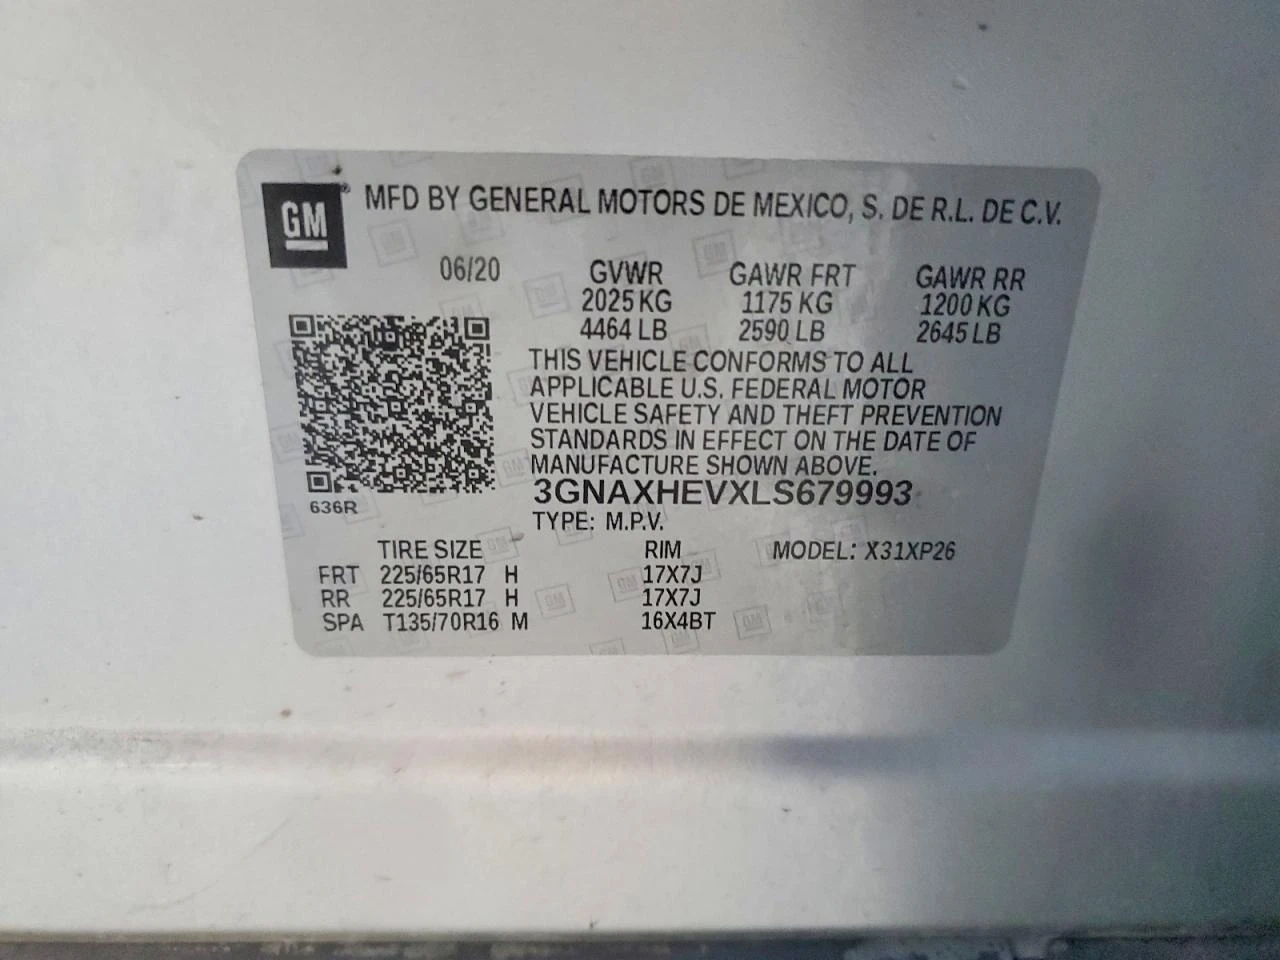 GM® MFD BY GENERAL MOTORS DE MEXICO, S. DE R.L. DE C.V.
06/20 GVWR GAWR FRT GAWR RR
2025 KG 1175 KG 1200 KG
4464 LB 2590 LB 2645 LB
THIS VEHICLE CONFORMS TO ALL
APPLICABLE U.S. FEDERAL MOTOR
VEHICLE SAFETY AND THEFT PREVENTION
STANDARDS IN EFFECT ON THE DATE OF
MANUFACTURE SHOWN ABOVE.
3GNAXHEVXLS679993
636R
TYPE: M.P.V.
TIRE SIZE RIM MODEL: X31XP26
FRT 225/65R17 H 17X7J
RR 225/65R17 H 17X7J
SPA T135/70R16 M 16X4BT